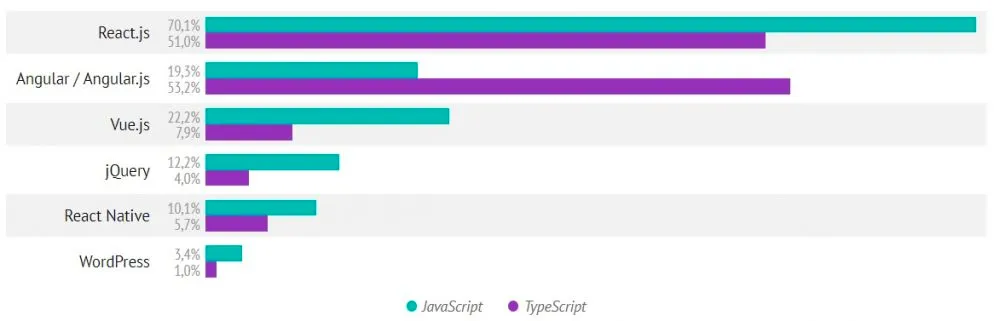 React.js
70,1%
51,0%
Angular / Angular.js
19,3%
53,2%
Vue.js
22,2%
7,9%
jQuery
12,2%
4,0%
React Native
10,1%
5,7%
WordPress
3,4%
1,0%
JavaScript
TypeScript